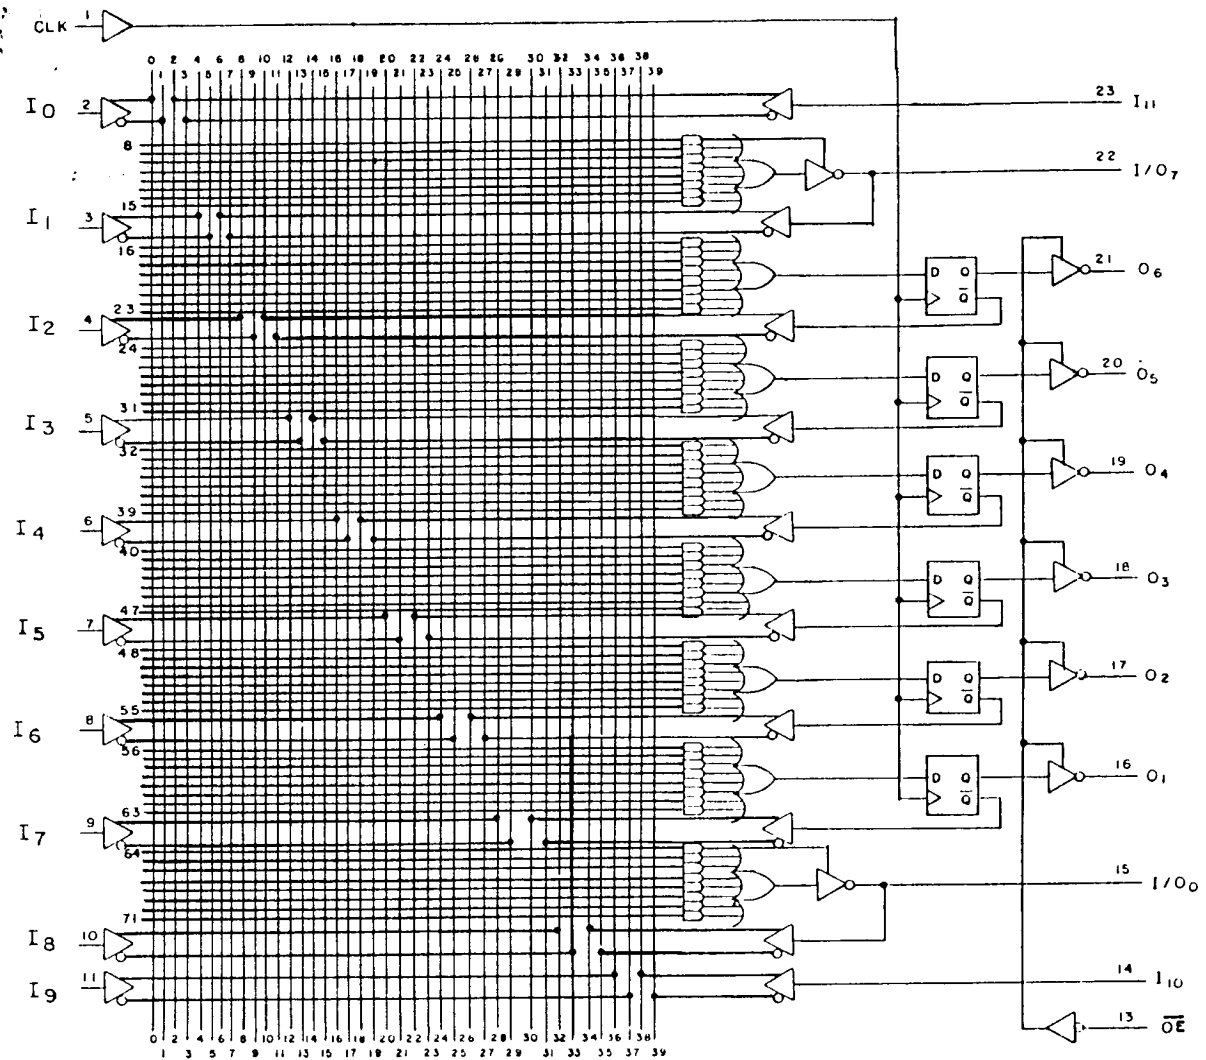 CLK 1
0 2 4 6 8 10 12 14 16 18 20 22 24 26 28 30 32 34 36 38
1 3 5 7 9 11 13 15 17 19 21 23 25 27 29 31 33 35 37 39
I0 2 23 I11
8
22 I/O7
15
I1 3
16
D Q 21 O6
Q
23
I2 4
24
D Q 20 O5
Q
31
I3 5
32
D Q 19 O4
Q
39
I4 6
40
D Q 18 O3
Q
47
I5 7
48
D Q 17 O2
Q
55
I6 8
56
D Q 16 O1
Q
63
I7 9
64
15 I/O0
71
I8 10
I9 11 14 I10
13 OE
0 2 4 6 8 10 12 14 16 18 20 22 24 26 28 30 32 34 36 38
1 3 5 7 9 11 13 15 17 19 21 23 25 27 29 31 33 35 37 39